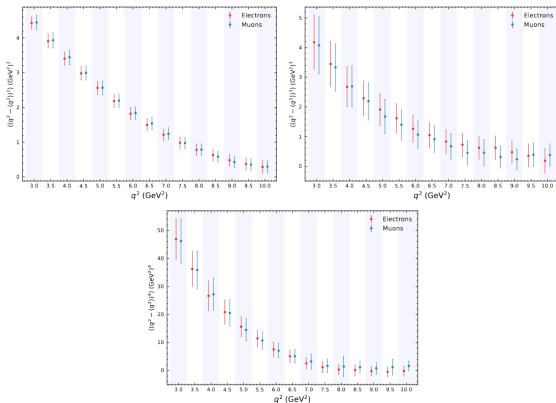 Electrons
Muons
⟨(q² − ⟨q²⟩)²⟩ (GeV²)²
4
3
2
1
0
3.0 3.5 4.0 4.5 5.0 5.5 6.0 6.5 7.0 7.5 8.0 8.5 9.0 9.5 10.0
q² (GeV²)
Electrons
Muons
⟨(q² − ⟨q²⟩)³⟩ (GeV²)³
5
4
3
2
1
0
3.0 3.5 4.0 4.5 5.0 5.5 6.0 6.5 7.0 7.5 8.0 8.5 9.0 9.5 10.0
q² (GeV²)
Electrons
Muons
⟨(q² − ⟨q²⟩)⁴⟩ (GeV²)⁴
50
40
30
20
10
0
3.0 3.5 4.0 4.5 5.0 5.5 6.0 6.5 7.0 7.5 8.0 8.5 9.0 9.5 10.0
q² (GeV²)